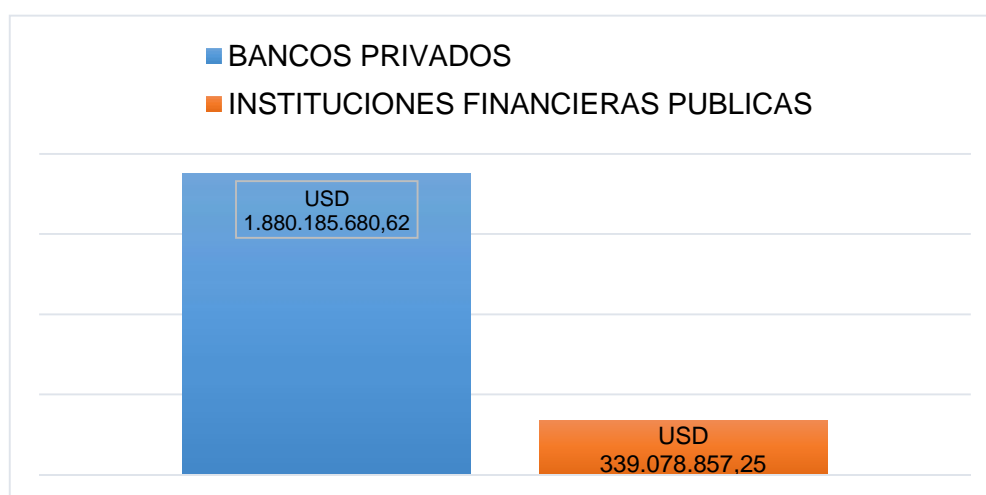 BANCOS PRIVADOS
INSTITUCIONES FINANCIERAS PUBLICAS
USD
1.880.185.680,62
USD
339.078.857,25